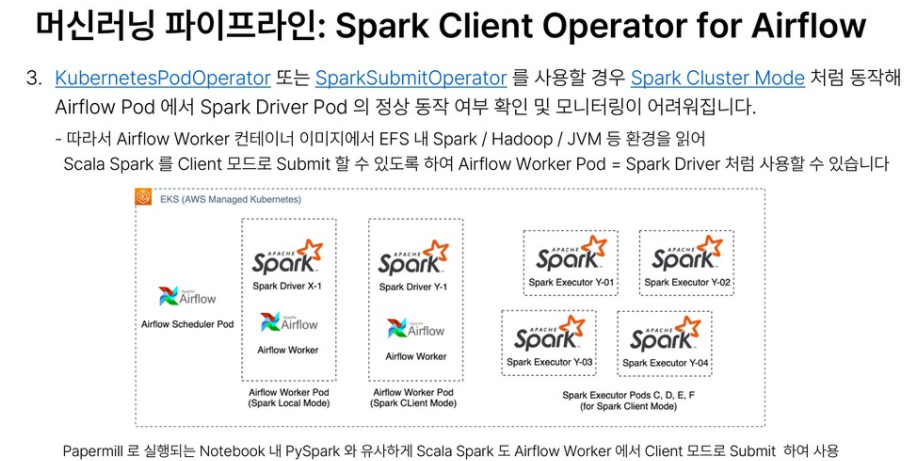 머신러닝 파이프라인: Spark Client Operator for Airflow
3. KubernetesPodOperator 또는 SparkSubmitOperator 를 사용할 경우 Spark Cluster Mode 처럼 동작해
Airflow Pod 에서 Spark Driver Pod 의 정상 동작 여부 확인 및 모니터링이 어려워집니다.
- 따라서 Airflow Worker 컨테이너 이미지에서 EFS 내 Spark / Hadoop / JVM 등 환경을 읽어
Scala Spark 를 Client 모드로 Submit 할 수 있도록 하여 Airflow Worker Pod = Spark Driver 처럼 사용할 수 있습니다
EKS (AWS Managed Kubernetes)
Apache Airflow
Airflow Scheduler Pod
APACHE Spark
Spark Driver X-1
Apache Airflow
Airflow Worker
Airflow Worker Pod
(Spark Local Mode)
APACHE Spark
Spark Driver Y-1
Apache Airflow
Airflow Worker
Airflow Worker Pod
(Spark CLient Mode)
APACHE Spark
Spark Executor Y-01
APACHE Spark
Spark Executor Y-02
APACHE Spark
Spark Executor Y-03
APACHE Spark
Spark Executor Y-04
Spark Executor Pods C, D, E, F
(for Spark Client Mode)
Papermill 로 실행되는 Notebook 내 PySpark 와 유사하게 Scala Spark 도 Airflow Worker 에서 Client 모드로 Submit 하여 사용